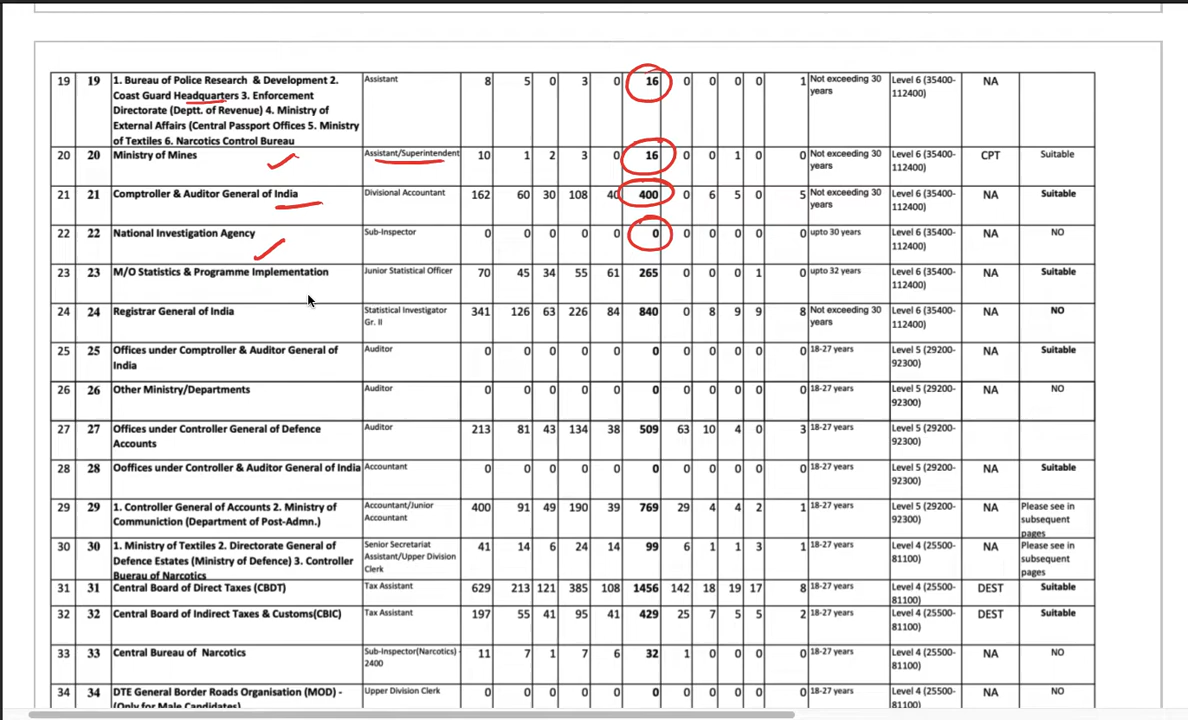 19 19 1. Bureau of Police Research & Development 2. Assistant 8 5 0 3 0 16 0 0 0 0 1 Not exceeding 30 Level 6 (35400- NA
Coast Guard Headquarters 3. Enforcement years 112400)
Directorate (Deptt. of Revenue) 4. Ministry of
External Affairs (Central Passport Offices 5. Ministry
of Textiles 6. Narcotics Control Bureau
20 20 Ministry of Mines Assistant/Superintendent 10 1 2 3 0 16 0 0 1 0 0 Not exceeding 30 Level 6 (35400- CPT Suitable
years 112400)
21 21 Comptroller & Auditor General of India Divisional Accountant 162 60 30 108 40 400 0 6 5 0 5 Not exceeding 30 Level 6 (35400- NA Suitable
years 112400)
22 22 National Investigation Agency Sub-Inspector 0 0 0 0 0 0 0 0 0 0 0 upto 30 years Level 6 (35400- NA NO
112400)
23 23 M/O Statistics & Programme Implementation Junior Statistical Officer 70 45 34 55 61 265 0 0 0 1 0 upto 32 years Level 6 (35400- NA Suitable
112400)
24 24 Registrar General of India Statistical Investigator 341 126 63 226 84 840 0 8 9 9 8 Not exceeding 30 Level 6 (35400- NA NO
Gr. II years 112400)
25 25 Offices under Comptroller & Auditor General of Auditor 0 0 0 0 0 0 0 0 0 0 0 18-27 years Level 5 (29200- NA Suitable
India 92300)
26 26 Other Ministry/Departments Auditor 0 0 0 0 0 0 0 0 0 0 0 18-27 years Level 5 (29200- NA NO
92300)
27 27 Offices under Controller General of Defence Auditor 213 81 43 134 38 509 63 10 4 0 3 18-27 years Level 5 (29200-
Accounts 92300)
28 28 Ooffices under Controller & Auditor General of India Accountant 0 0 0 0 0 0 0 0 0 0 0 18-27 years Level 5 (29200- NA Suitable
92300)
29 29 1. Controller General of Accounts 2. Ministry of Accountant/Junior 400 91 49 190 39 769 29 4 4 2 1 18-27 years Level 5 (29200- NA Please see in
Communiction (Department of Post-Admn.) Accountant 92300) subsequent
pages
30 30 1. Ministry of Textiles 2. Directorate General of Senior Secretariat 41 14 6 24 14 99 6 1 1 3 1 18-27 years Level 4 (25500- NA Please see in
Defence Estates (Ministry of Defence) 3. Controller Assistant/Upper Division 81100) subsequent
Buerau of Narcotics Clerk pages
31 31 Central Board of Direct Taxes (CBDT) Tax Assistant 629 213 121 385 108 1456 142 18 19 17 8 18-27 years Level 4 (25500- DEST Suitable
81100)
32 32 Central Board of Indirect Taxes & Customs(CBIC) Tax Assistant 197 55 41 95 41 429 25 7 5 5 2 18-27 years Level 4 (25500- DEST Suitable
81100)
33 33 Central Bureau of Narcotics Sub-Inspector(Narcotics) - 11 7 1 7 6 32 1 0 0 0 0 18-27 years Level 4 (25500- NA NO
2400 81100)
34 34 DTE General Border Roads Organisation (MOD) - Upper Division Clerk 0 0 0 0 0 0 0 0 0 0 0 18-27 years Level 4 (25500- NA NO
(Only for Male Candidates) 81100)